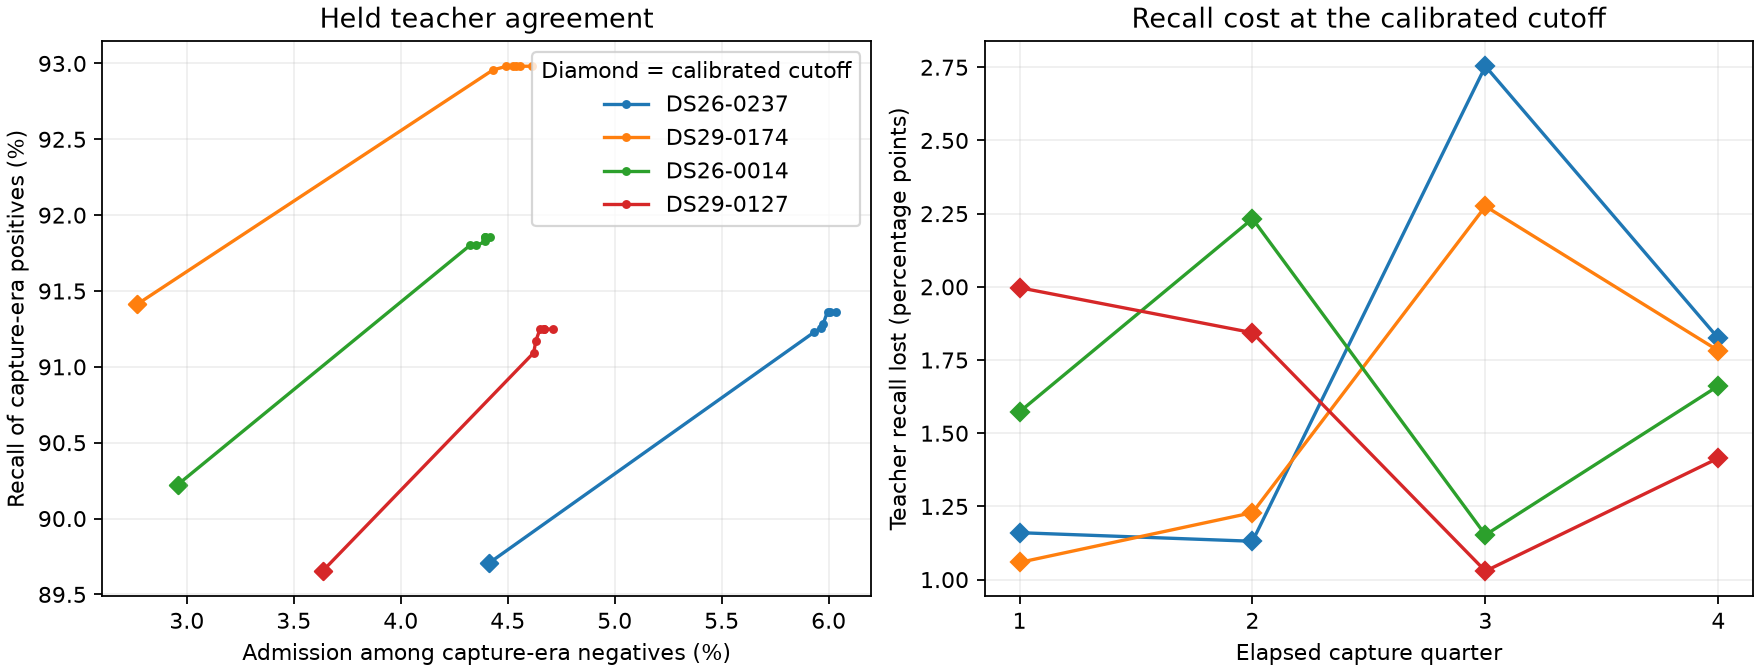 Held teacher agreement
Recall of capture-era positives (%)
93.0
92.5
92.0
91.5
91.0
90.5
90.0
89.5
Diamond = calibrated cutoff
DS26-0237
DS29-0174
DS26-0014
DS29-0127
3.0 3.5 4.0 4.5 5.0 5.5 6.0
Admission among capture-era negatives (%)
Recall cost at the calibrated cutoff
Teacher recall lost (percentage points)
2.75
2.50
2.25
2.00
1.75
1.50
1.25
1.00
1 2 3 4
Elapsed capture quarter